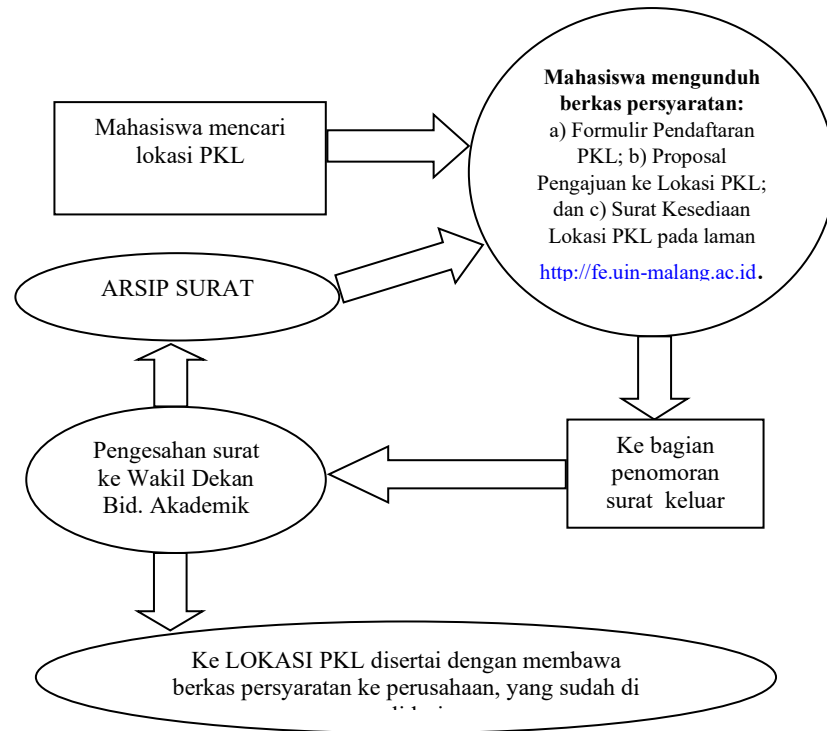 Mahasiswa mencari
lokasi PKL
Mahasiswa mengunduh
berkas persyaratan:
a) Formulir Pendaftaran
PKL; b) Proposal
Pengajuan ke Lokasi PKL;
dan c) Surat Kesediaan
Lokasi PKL pada laman
http://fe.uin-malang.ac.id.
ARSIP SURAT
Pengesahan surat
ke Wakil Dekan
Bid. Akademik
Ke bagian
penomoran
surat keluar
Ke LOKASI PKL disertai dengan membawa
berkas persyaratan ke perusahaan, yang sudah di